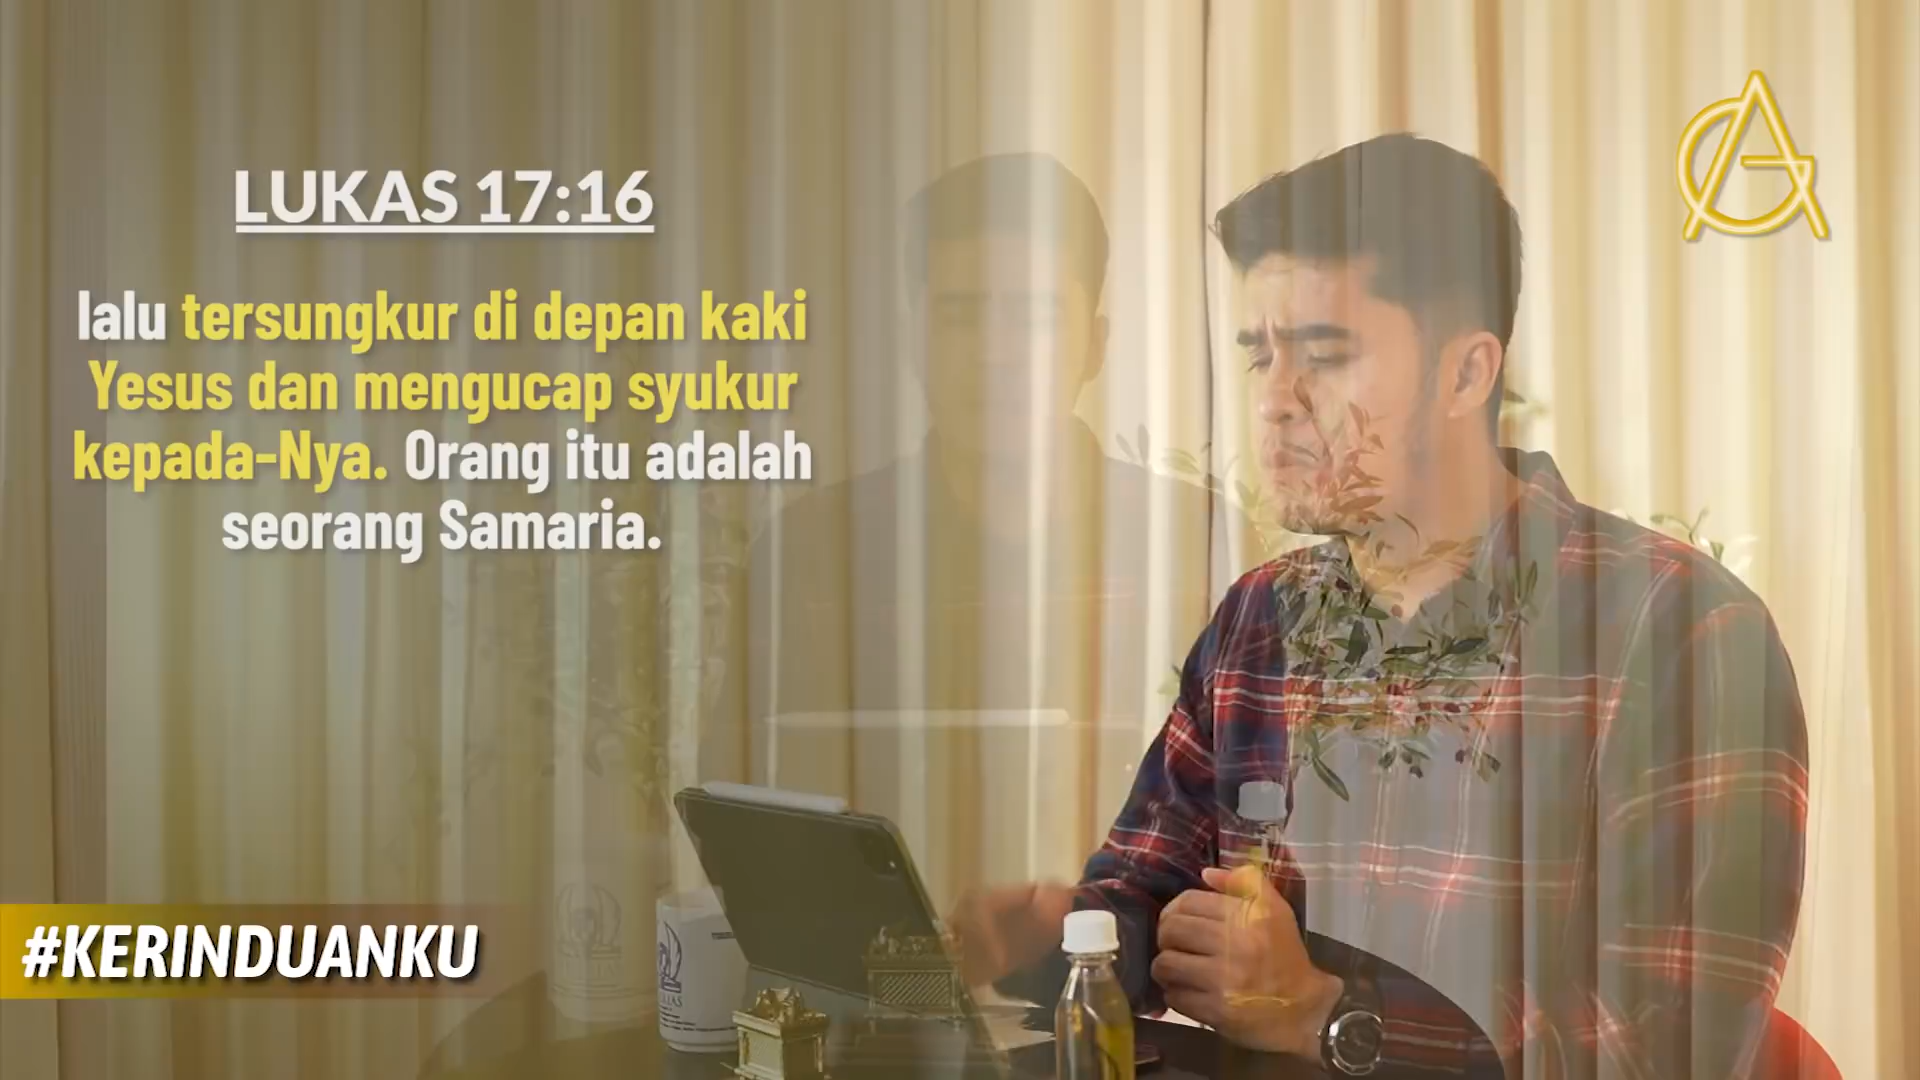 LUKAS 17:16
lalu tersungkur di depan kaki
Yesus dan mengucap syukur
kepada-Nya. Orang itu adalah
seorang Samaria.
#KERINDUANKU